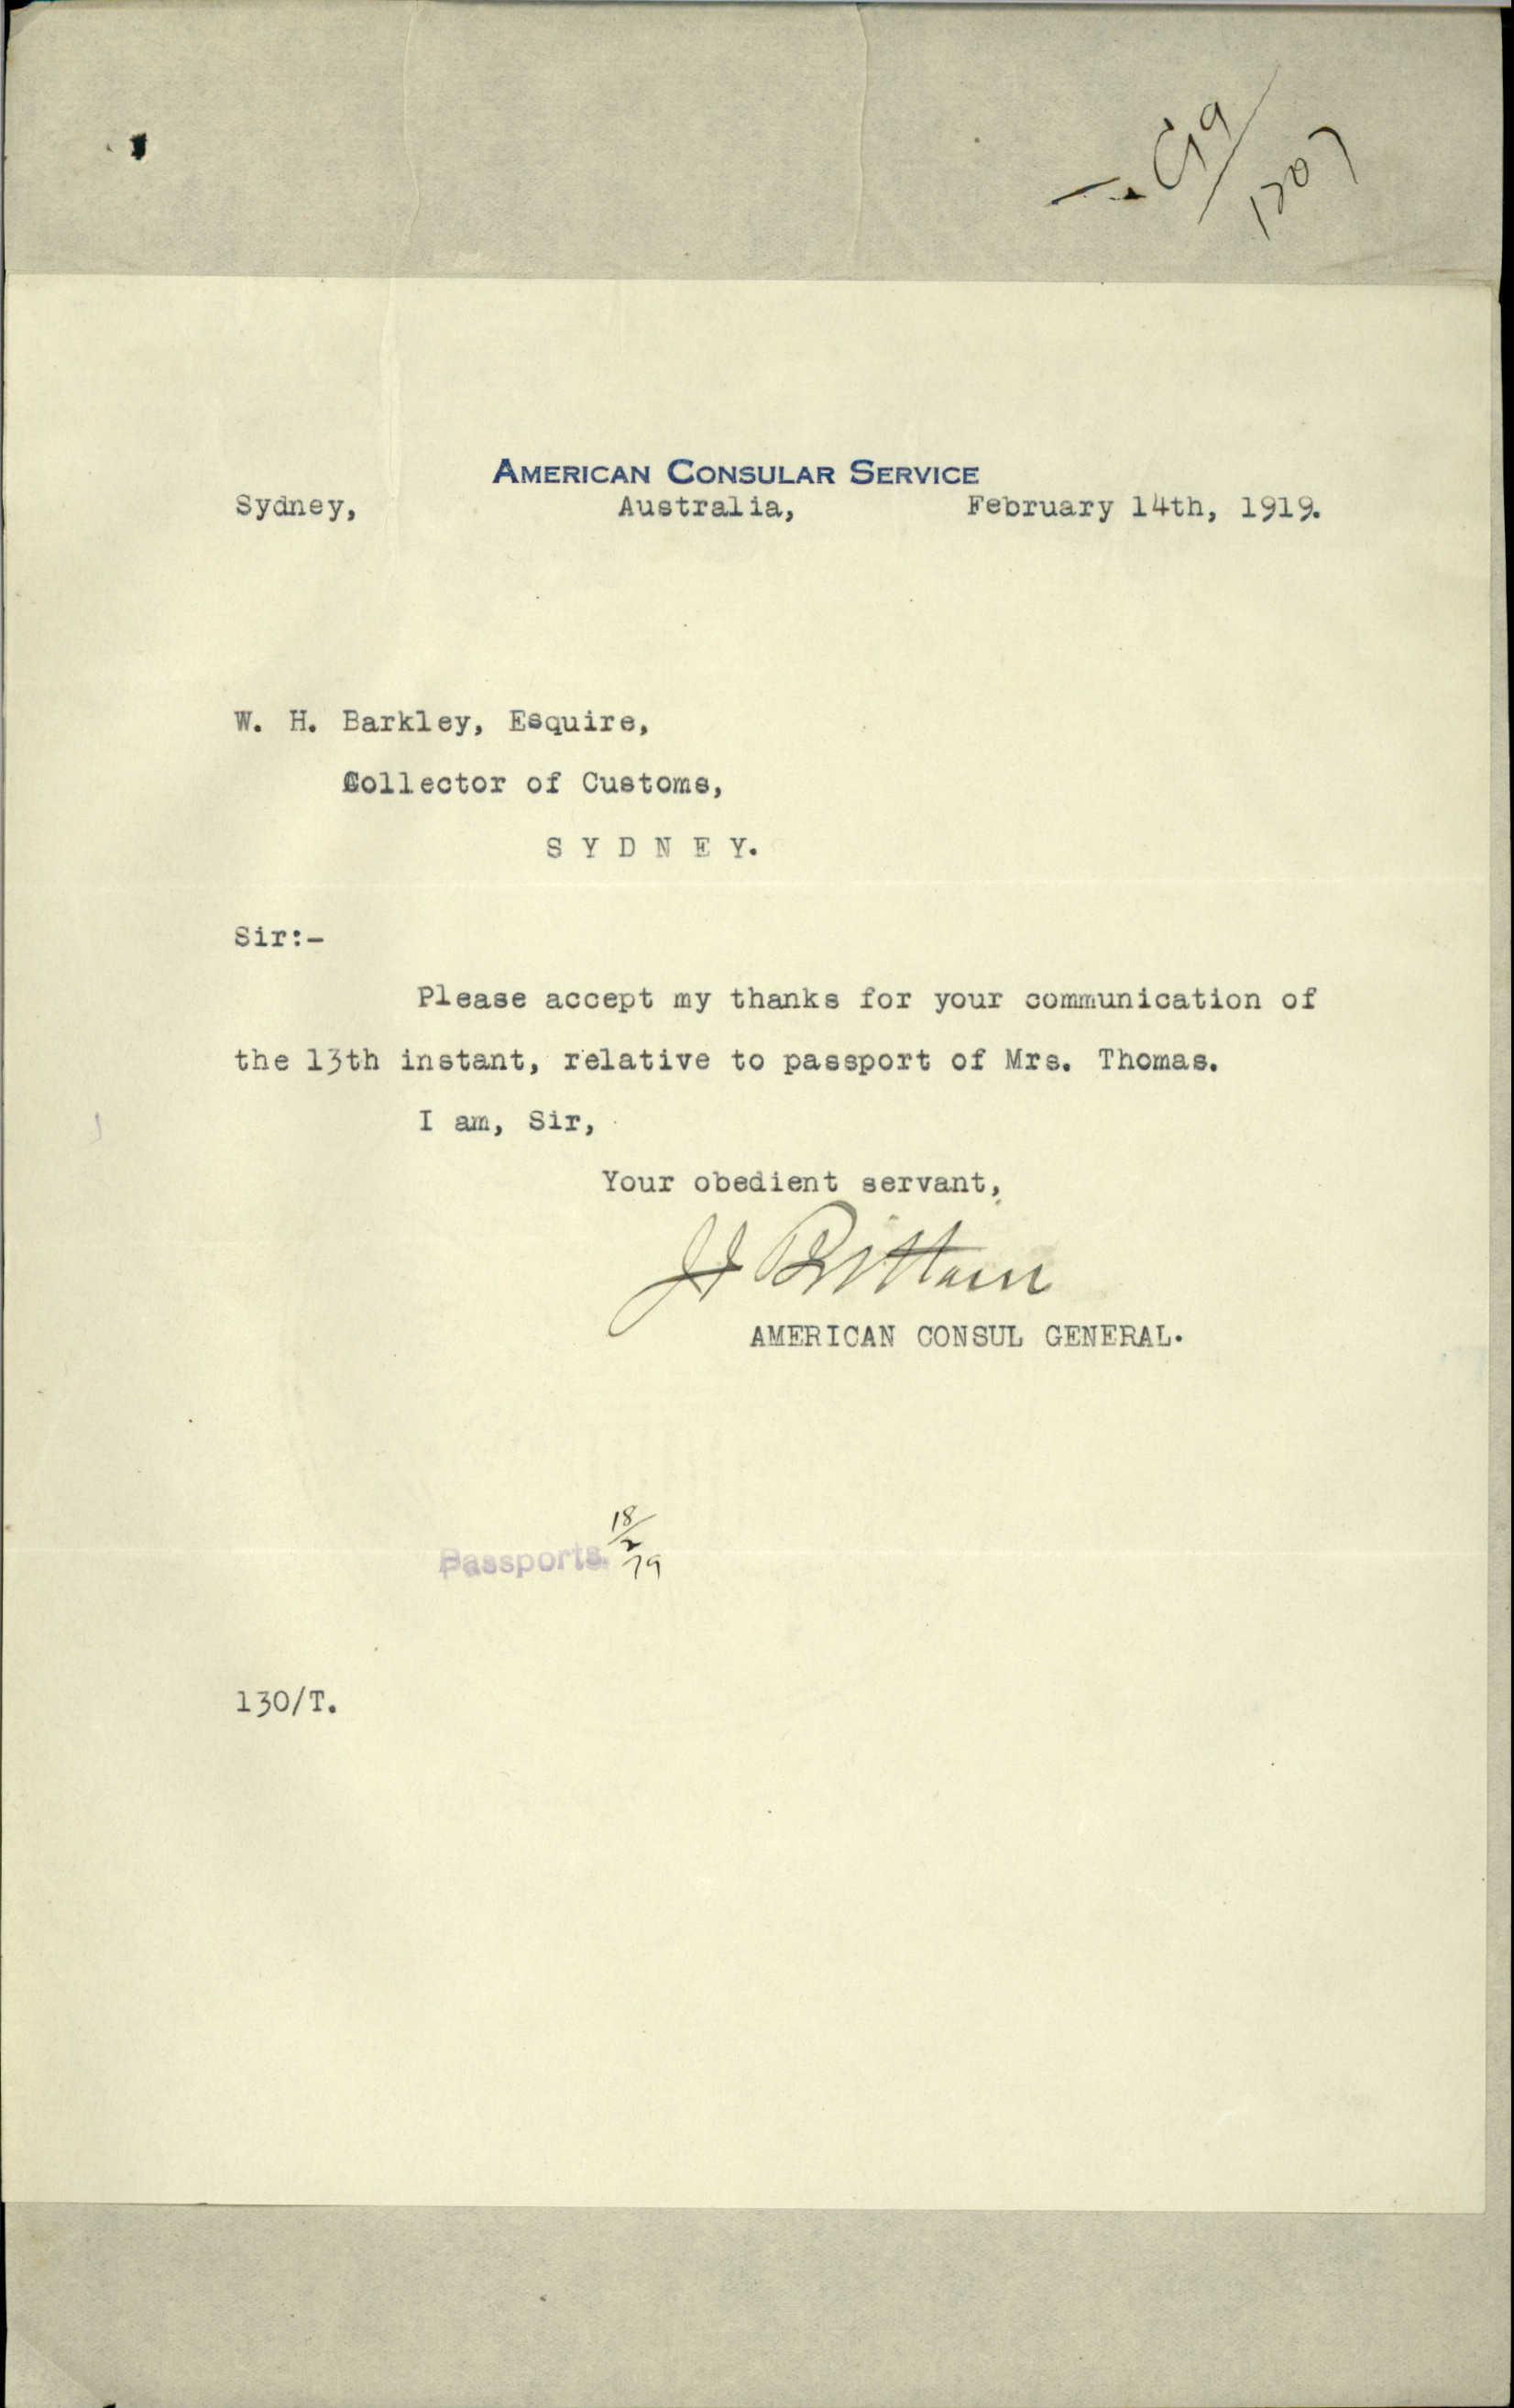 G19/1707
AMERICAN CONSULAR SERVICE
Sydney, Australia, February 14th, 1919.
W. H. Barkley, Esquire,
Collector of Customs,
S Y D N E Y.
Sir:-
Please accept my thanks for your communication of
the 13th instant, relative to passport of Mrs. Thomas.
I am, Sir,
Your obedient servant,
Brittain
AMERICAN CONSUL GENERAL.
18/2/19
Passports.
130/T.